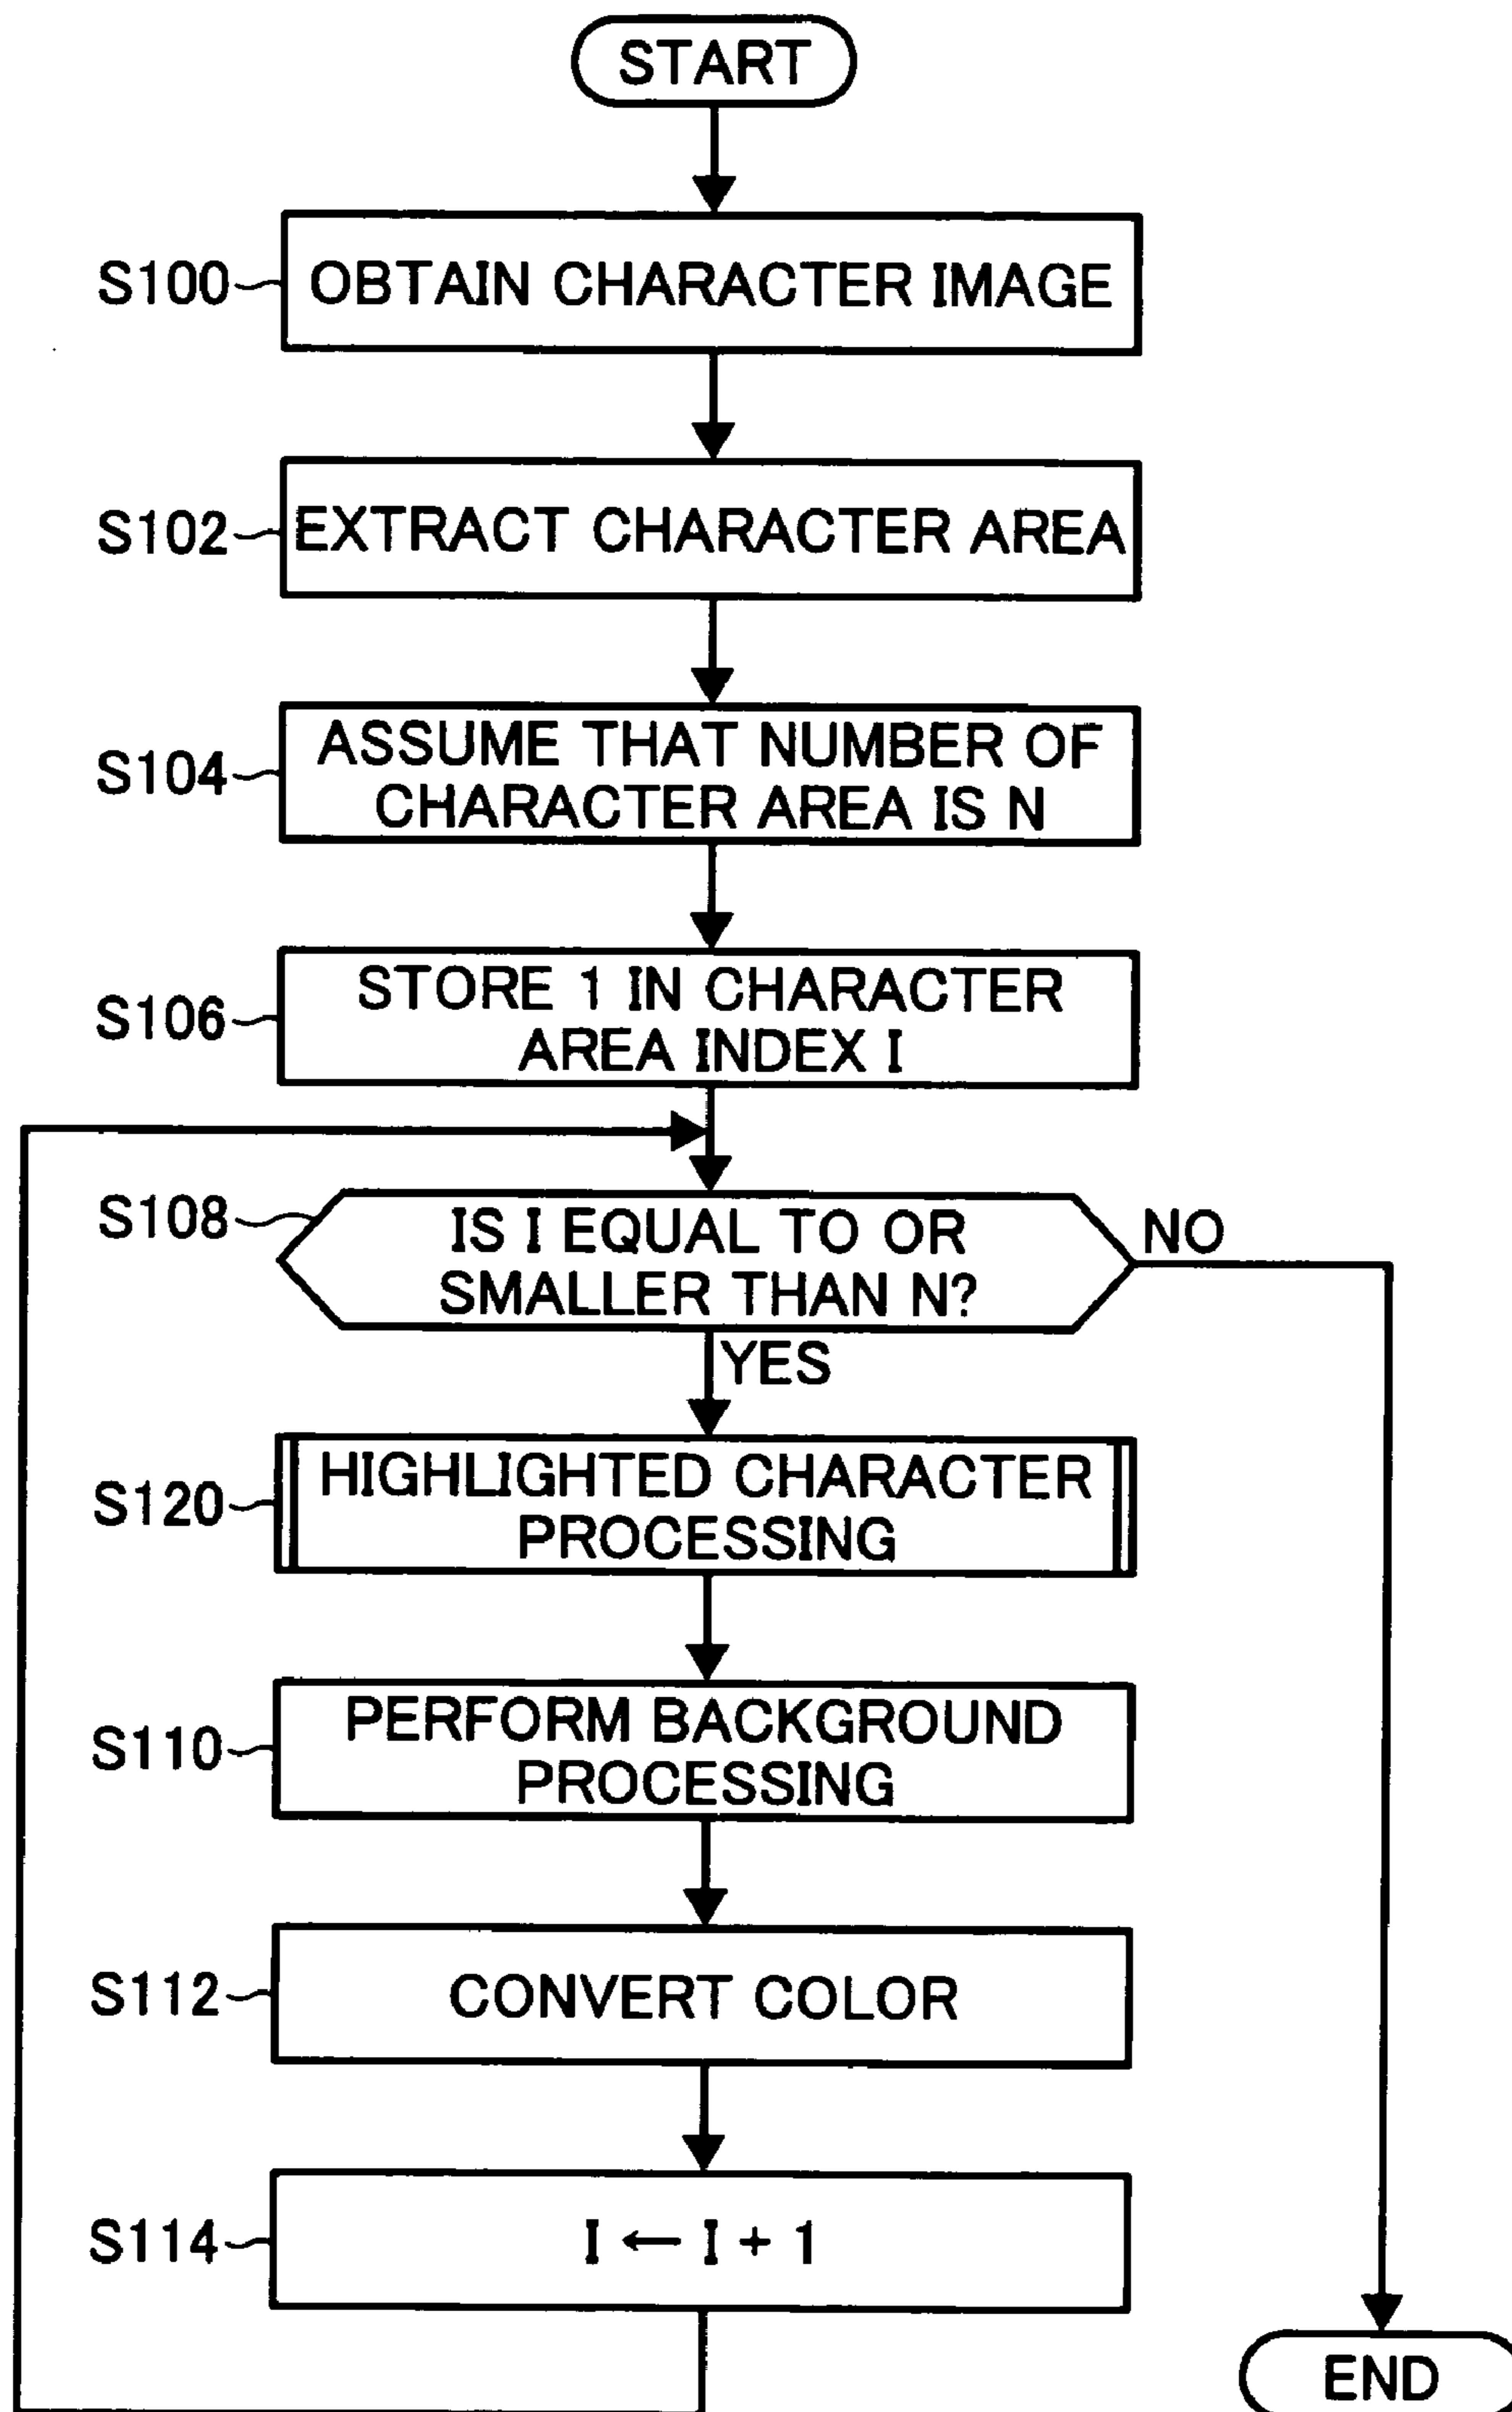 START
S100
OBTAIN CHARACTER IMAGE
S102
EXTRACT CHARACTER AREA
S104
ASSUME THAT NUMBER OF
CHARACTER AREA IS N
S106
STORE 1 IN CHARACTER
AREA INDEX I
S108
IS I EQUAL TO OR
SMALLER THAN N?
NO
YES
S120
HIGHLIGHTED CHARACTER
PROCESSING
S110
PERFORM BACKGROUND
PROCESSING
S112
CONVERT COLOR
S114
I ← I + 1
END